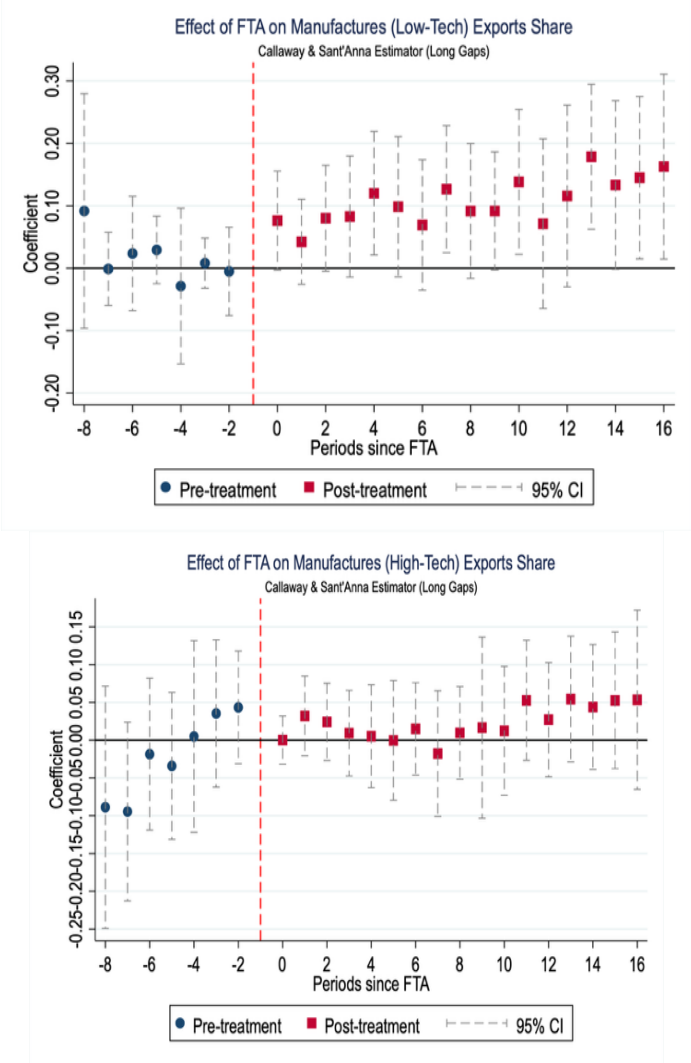 Effect of FTA on Manufactures (Low-Tech) Exports Share
Callaway & Sant'Anna Estimator (Long Gaps)
Coefficient
0.30
0.20
0.10
0.00
-0.10
-0.20
-8 -6 -4 -2 0 2 4 6 8 10 12 14 16
Periods since FTA
Pre-treatment Post-treatment 95% CI
Effect of FTA on Manufactures (High-Tech) Exports Share
Callaway & Sant'Anna Estimator (Long Gaps)
Coefficient
0.15
0.10
0.05
0.00
-0.05
-0.10
-0.15
-0.20
-0.25
-8 -6 -4 -2 0 2 4 6 8 10 12 14 16
Periods since FTA
Pre-treatment Post-treatment 95% CI